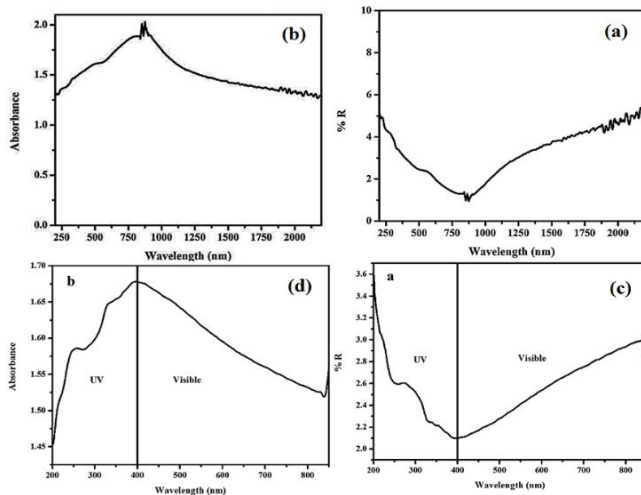 2.0
1.5
1.0
0.5
0.0
Absorbance
(b)
250 500 750 1000 1250 1500 1750 2000
Wavelength (nm)
10
8
6
4
2
0
% R
(a)
250 500 750 1000 1250 1500 1750 2000
Wavelength (nm)
1.70
1.65
1.60
1.55
1.50
1.45
Absorbance
b
(d)
UV
Visible
200 300 400 500 600 700 800
Wavelength (nm)
3.6
3.4
3.2
3.0
2.8
2.6
2.4
2.2
2.0
% R
a
(c)
UV
Visible
200 300 400 500 600 700 800
Wavelength (nm)